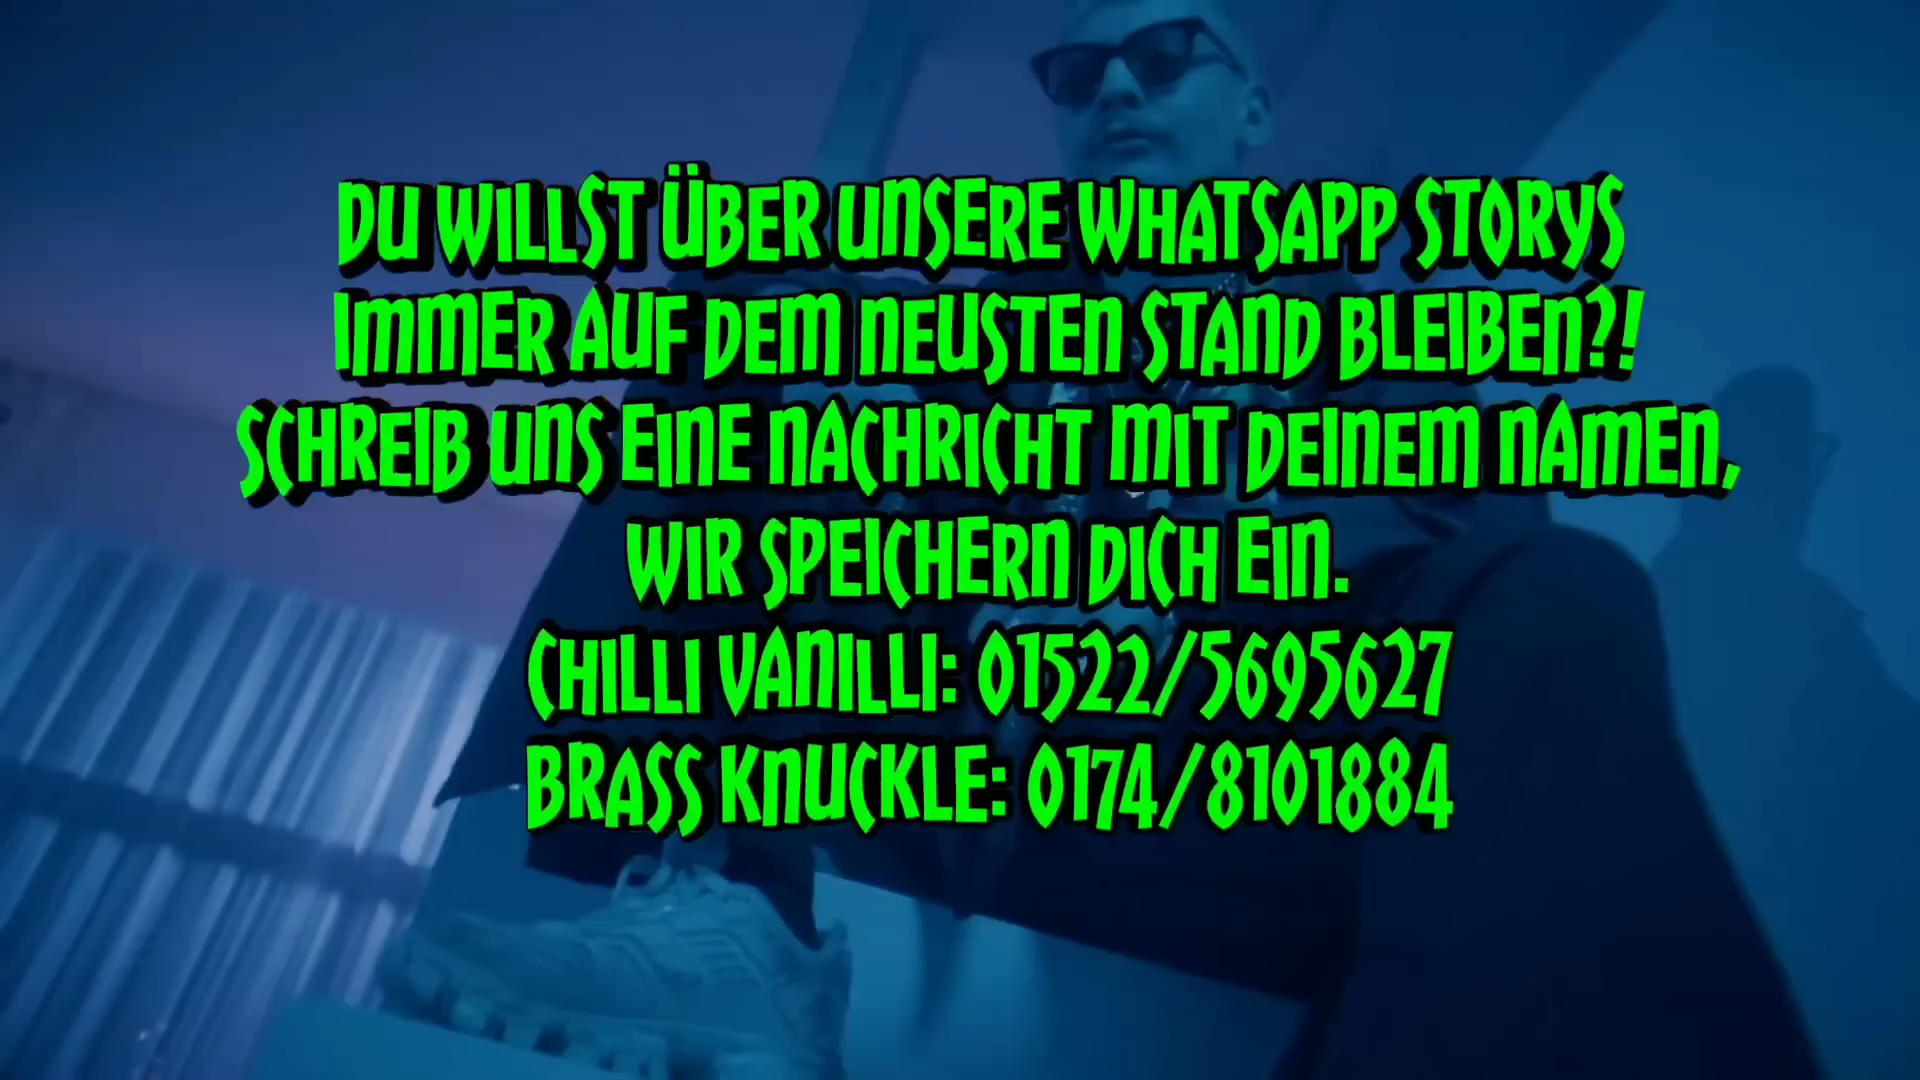 DU WILLST ÜBER UNSERE WHATSAPP STORYS
IMMER AUF DEM NEUSTEN STAND BLEIBEN?!
SCHREIB UNS EINE NACHRICHT MIT DEINEM NAMEN,
WIR SPEICHERN DICH EIN.
CHILLI VANILLI: 01522/5695627
BRASS KNUCKLE: 0174/8101884